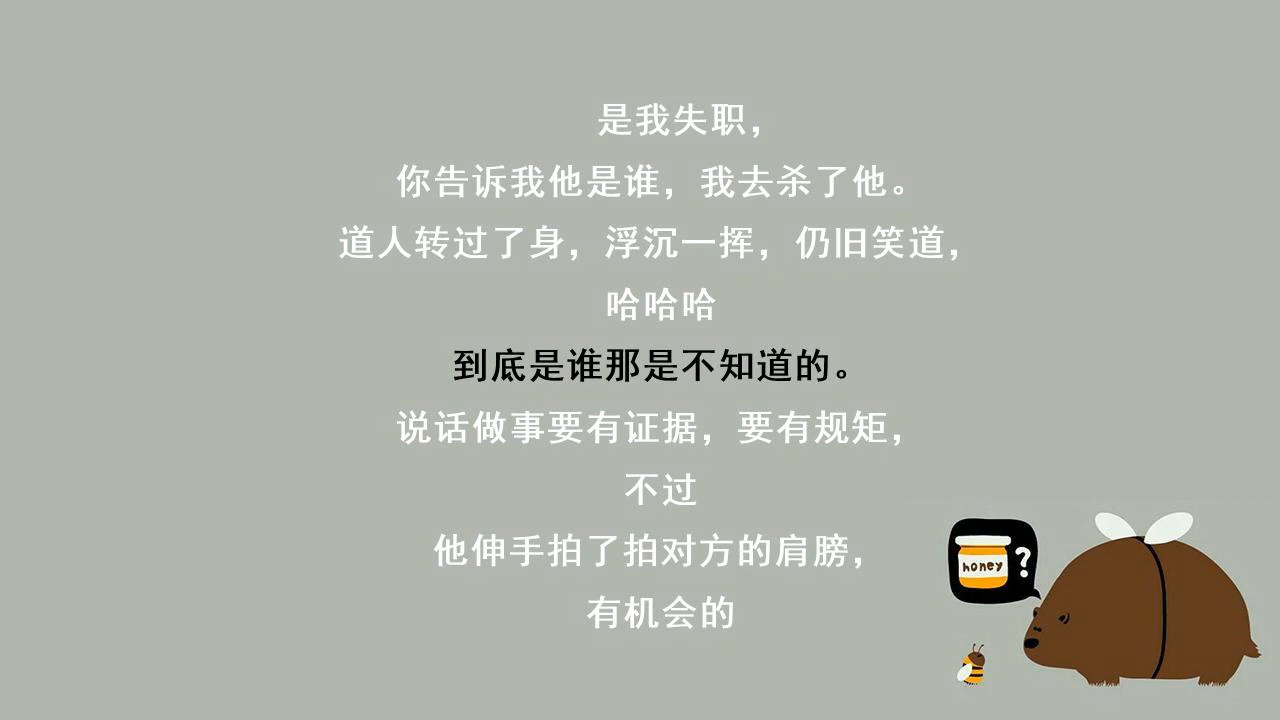 是我失职，
你告诉我他是谁，我去杀了他。
道人转过了身，浮沉一挥，仍旧笑道，
哈哈哈
到底是谁那是不知道的。
说话做事要有证据，要有规矩，
不过
他伸手拍了拍对方的肩膀，
有机会的
honey
?